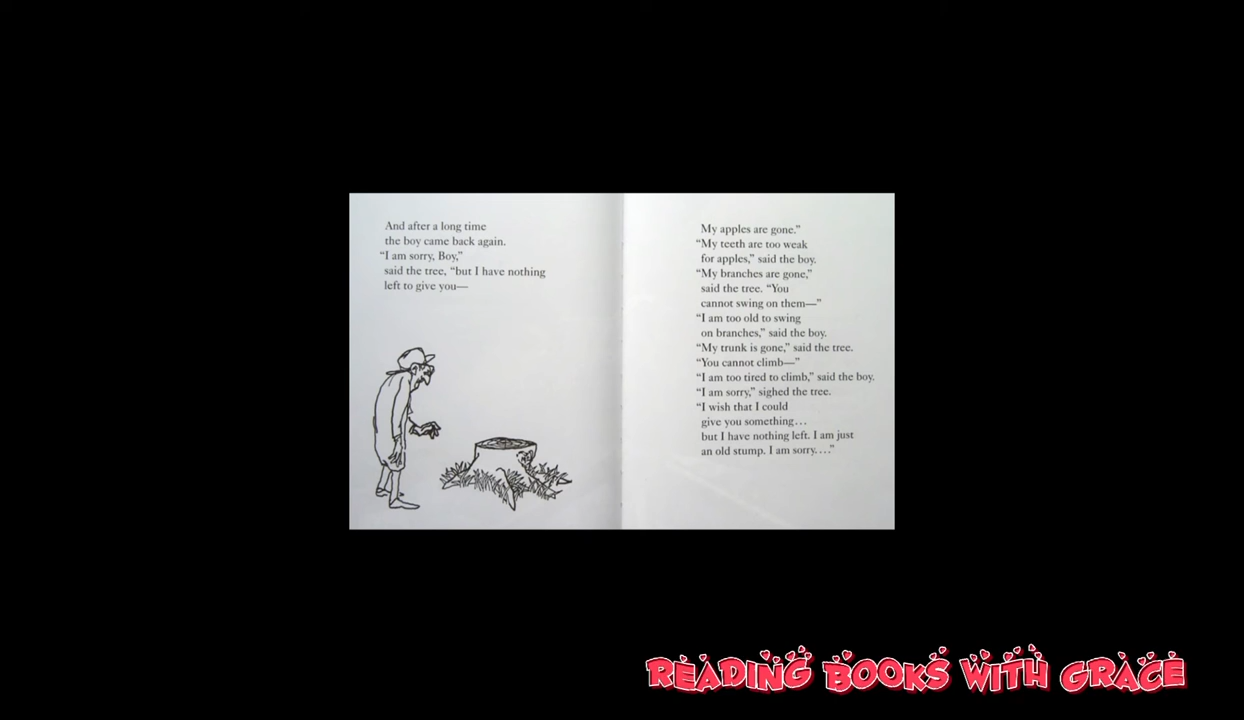 And after a long time
the boy came back again.
“I am sorry, Boy,”
said the tree, “but I have nothing
left to give you—
My apples are gone.”
“My teeth are too weak
for apples,” said the boy.
“My branches are gone,”
said the tree. “You
cannot swing on them—”
“I am too old to swing
on branches,” said the boy.
“My trunk is gone,” said the tree.
“You cannot climb—”
“I am too tired to climb,” said the boy.
“I am sorry,” sighed the tree.
“I wish that I could
give you something...
but I have nothing left. I am just
an old stump. I am sorry....”
READING BOOKS WITH GRACE